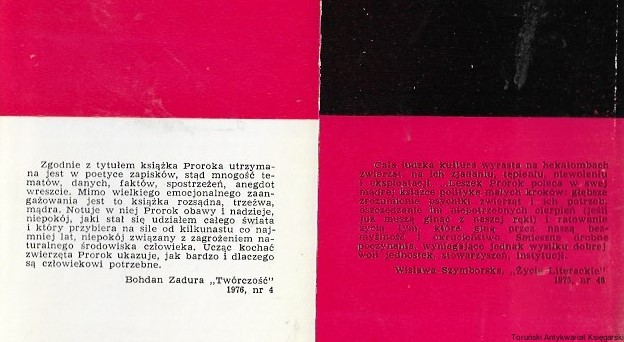 Zgodnie z tytułem książka Proroka utrzyma-
na jest w poetyce zapisków, stąd mnogość te-
matów, danych, faktów, spostrzeżeń, anegdot
wreszcie. Mimo wielkiego emocjonalnego zaan-
gażowania jest to książka rozsądna, trzeźwa,
mądra. Notuje w niej Prorok obawy i nadzieje,
niepokój, jaki stał się udziałem całego świata
i który przybiera na sile od kilkunastu co naj-
mniej lat, niepokój związany z zagrożeniem na-
turalnego środowiska człowieka. Ucząc kochać
zwierzęta Prorok ukazuje, jak bardzo i dlaczego
są człowiekowi potrzebne.
Bohdan Zadura „Twórczość"
1976, nr 4
Cała ludzka kultura wyrasta na hekatombach
zwierząt, na ich zjadaniu, tępieniu, niewoleniu
i eksploatacji. Leszek Prorok poleca w swej
mądrej książce politykę małych kroków: głębsze
zrozumienie psychiki zwierząt i ich potrzeb,
oszczędzanie im niepotrzebnych cierpień jeśli
już muszą ginąć z naszej ręki i ratowanie
życia tym, które giną przez naszą bez-
myślność i okrucieństwo. Śmieszne drobne
poczynania, wymagające jednak wysiłku dobrej
woli jednostek, stowarzyszeń, instytucji.
Wisława Szymborska, „Życie Literackie"
1975, nr
Toruński Antykwariat Księgarski